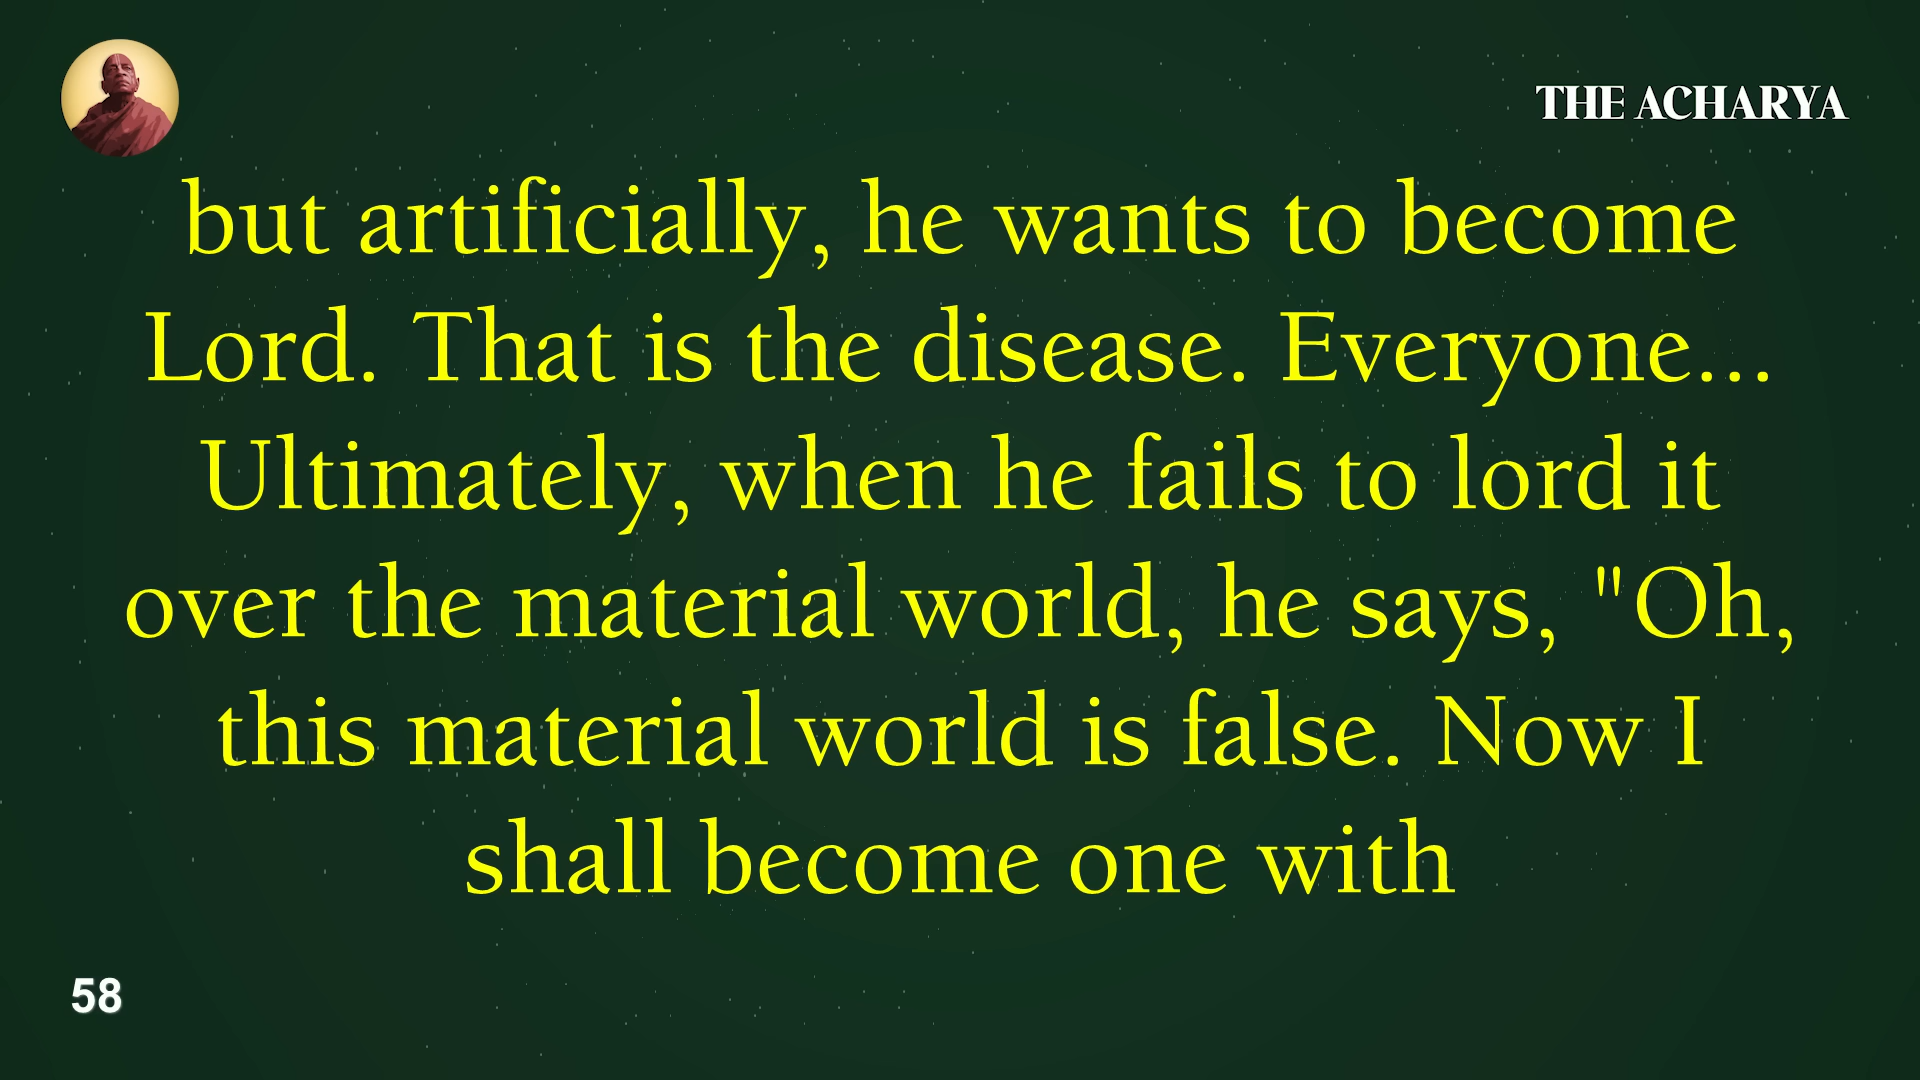 THE ACHARYA
but artificially, he wants to become
Lord. That is the disease. Everyone...
Ultimately, when he fails to lord it
over the material world, he says, "Oh,
this material world is false. Now I
shall become one with
58